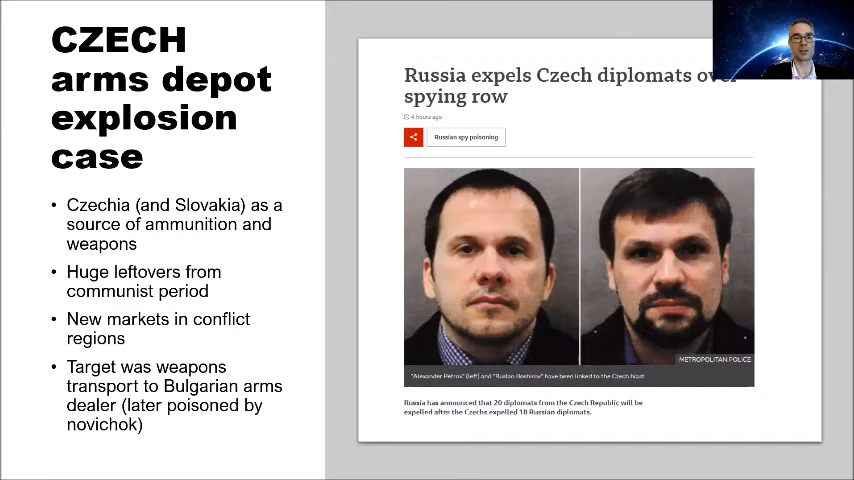 CZECH
arms depot
explosion
case
• Czechia (and Slovakia) as a
source of ammunition and
weapons
• Huge leftovers from
communist period
• New markets in conflict
regions
• Target was weapons
transport to Bulgarian arms
dealer (later poisoned by
novichok)
Russia expels Czech diplomats over
spying row
4 hours ago
Russian spy poisoning
METROPOLITAN POLICE
"Alexander Petrov" (left) and "Ruslan Boshirov" have been linked to the Czech blast
Russia has announced that 20 diplomats from the Czech Republic will be
expelled after the Czechs expelled 18 Russian diplomats.